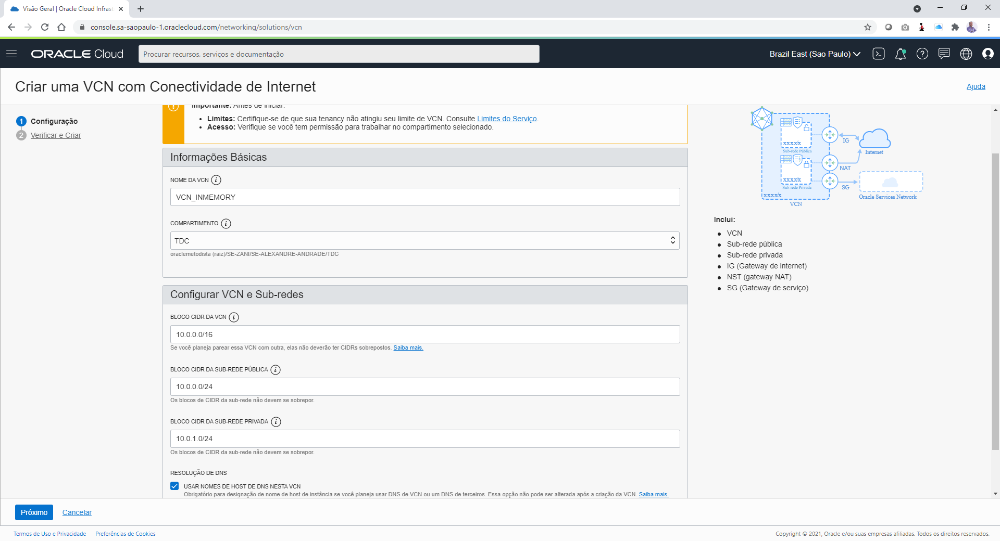 Visão Geral | Oracle Cloud Infrast
console.sa-saopaulo-1.oraclecloud.com/networking/solutions/vcn
ORACLE Cloud
Procurar recursos, serviços e documentação
Brazil East (Sao Paulo)
Criar uma VCN com Conectividade de Internet
Ajuda
1 Configuração
2 Verificar e Criar
Importante: Antes de iniciar:
Limites: Certifique-se de que sua tenancy não atingiu seu limite de VCN. Consulte Limites do Serviço.
Acesso: Verifique se você tem permissão para trabalhar no compartimento selecionado.
Informações Básicas
NOME DA VCN i
VCN_INMEMORY
COMPARTIMENTO i
TDC
oraclemetodista (raiz)/SE-ZANI/SE-ALEXANDRE-ANDRADE/TDC
Configurar VCN e Sub-redes
BLOCO CIDR DA VCN i
10.0.0.0/16
Se você planeja parear essa VCN com outra, elas não deverão ter CIDRs sobrepostos. Saiba mais.
BLOCO CIDR DA SUB-REDE PÚBLICA i
10.0.0.0/24
Os blocos de CIDR da sub-rede não devem se sobrepor.
BLOCO CIDR DA SUB-REDE PRIVADA i
10.0.1.0/24
Os blocos de CIDR da sub-rede não devem se sobrepor.
RESOLUÇÃO DE DNS
USAR NOMES DE HOST DE DNS NESTA VCN
Obrigatório para designação de nome de host de instância se você planeja usar DNS de VCN ou um DNS de terceiros. Essa opção não pode ser alterada após a criação da VCN. Saiba mais.
XXXX/X
Sub-rede Pública
IG
Internet
XXXX/X
Sub-rede Privada
NAT
SG
XXXX/X
Oracle Services Network
VCN
Inclui:
VCN
Sub-rede pública
Sub-rede privada
IG (Gateway de internet)
NST (gateway NAT)
SG (Gateway de serviço)
Próximo
Cancelar
Termos de Uso e Privacidade
Preferências de Cookies
Copyright © 2021, Oracle e/ou suas empresas afiliadas. Todos os direitos reservados.